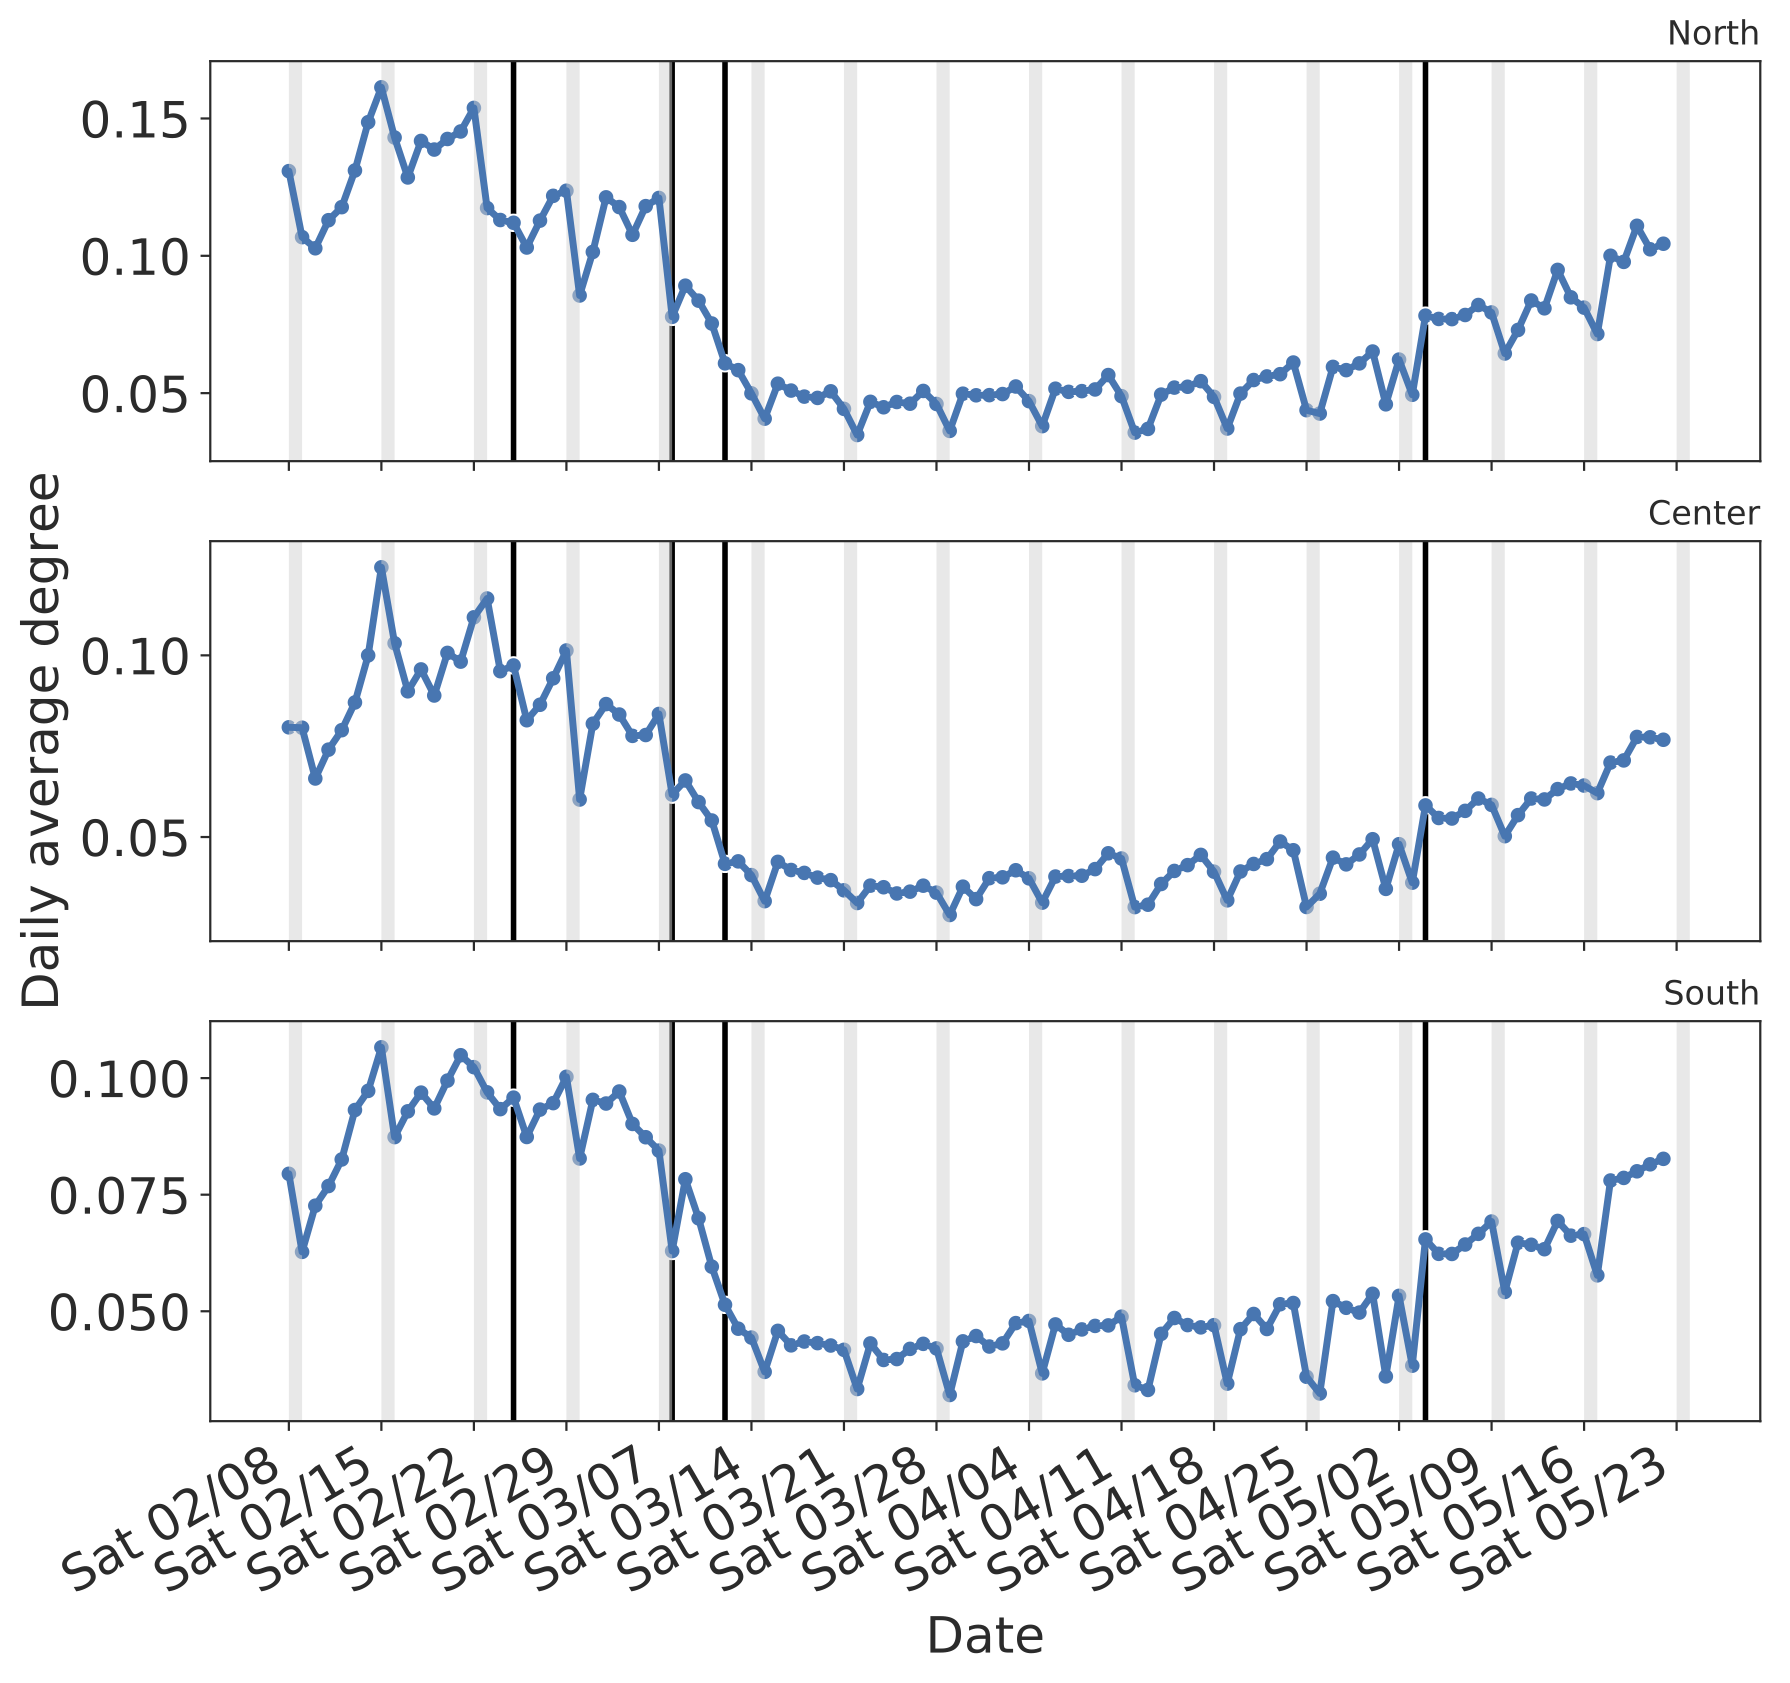 North
0.15
0.10
0.05
Center
0.10
0.05
South
0.100
0.075
0.050
Daily average degree
Sat 02/08
Sat 02/15
Sat 02/22
Sat 02/29
Sat 03/07
Sat 03/14
Sat 03/21
Sat 03/28
Sat 04/04
Sat 04/11
Sat 04/18
Sat 04/25
Sat 05/02
Sat 05/09
Sat 05/16
Sat 05/23
Date